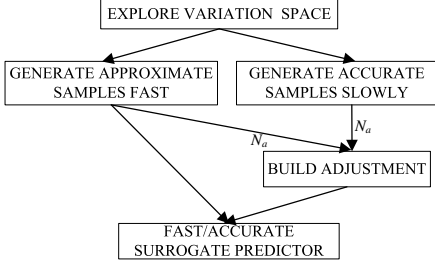 EXPLORE VARIATION SPACE
GENERATE APPROXIMATE
SAMPLES FAST
GENERATE ACCURATE
SAMPLES SLOWLY
Na
Na
BUILD ADJUSTMENT
FAST/ACCURATE
SURROGATE PREDICTOR